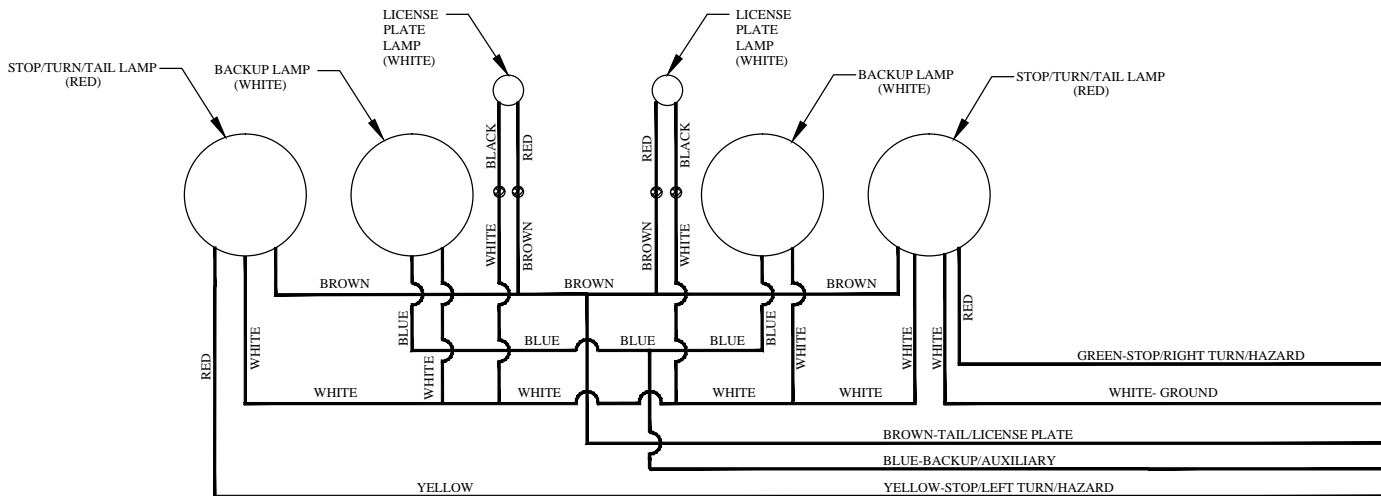 LICENSE
PLATE
LAMP
(WHITE)
LICENSE
PLATE
LAMP
(WHITE)
STOP/TURN/TAIL LAMP
(RED)
BACKUP LAMP
(WHITE)
BACKUP LAMP
(WHITE)
STOP/TURN/TAIL LAMP
(RED)
BLACK
RED
RED
BLACK
WHITE
BROWN
BROWN
WHITE
BROWN
BROWN
BROWN
RED
WHITE
BLUE
WHITE
BLUE
BLUE
BLUE
BLUE
WHITE
WHITE
WHITE
RED
GREEN-STOP/RIGHT TURN/HAZARD
WHITE
WHITE
WHITE
WHITE
WHITE- GROUND
BROWN-TAIL/LICENSE PLATE
BLUE-BACKUP/AUXILIARY
YELLOW
YELLOW-STOP/LEFT TURN/HAZARD